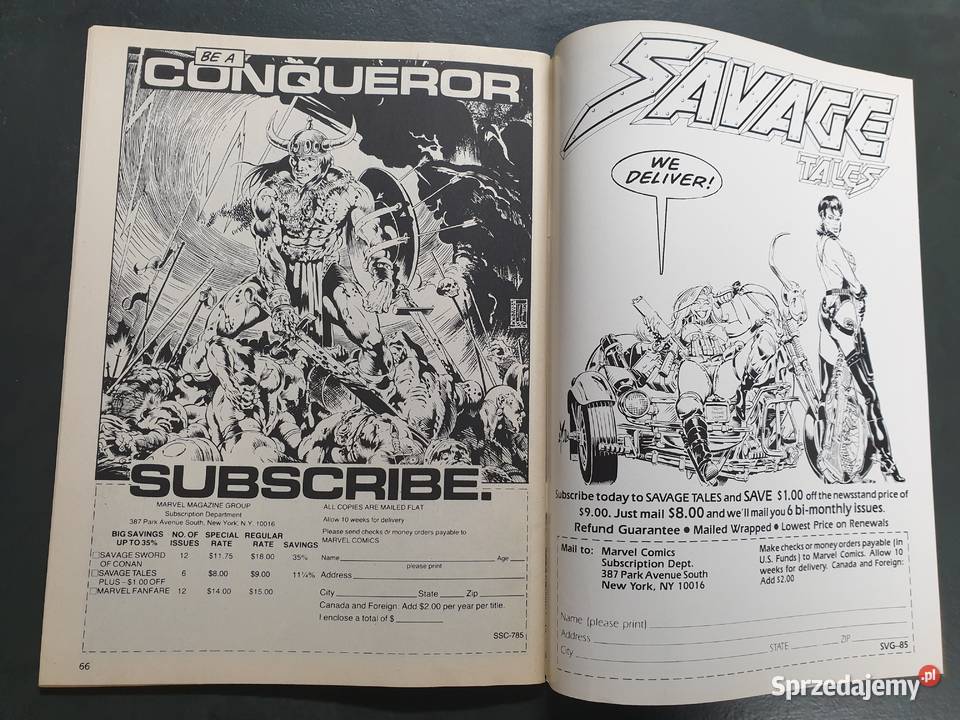 BE A
CONQUEROR
SUBSCRIBE.
MARVEL MAGAZINE GROUP
Subscription Department
387 Park Avenue South, New York, N.Y. 10016
BIG SAVINGS UP TO 35% NO. OF ISSUES SPECIAL RATE REGULAR RATE SAVINGS
SAVAGE SWORD OF CONAN 12 $11.75 $18.00 35%
SAVAGE TALES PLUS-$1.00 OFF 6 $8.00 $9.00 11¼%
MARVEL FANFARE 12 $14.00 $15.00
ALL COPIES ARE MAILED FLAT
Allow 10 weeks for delivery
Please send checks or money orders payable to
MARVEL COMICS
Name Age
please print
Address
City State Zip
Canada and Foreign: Add $2.00 per year per title.
I enclose a total of $
SSC-785
66
SAVAGE
TALES
WE
DELIVER!
Subscribe today to SAVAGE TALES and SAVE $1.00 off the newsstand price of
$9.00. Just mail $8.00 and we'll mail you 6 bi-monthly issues.
Refund Guarantee • Mailed Wrapped • Lowest Price on Renewals
Mail to: Marvel Comics
Subscription Dept.
387 Park Avenue South
New York, NY 10016
Make checks or money orders payable (in
U.S. Funds) to Marvel Comics. Allow 10
weeks for delivery. Canada and Foreign:
Add $2.00
Name (please print)
Address
City STATE ZIP
SVG-85
Sprzedajemy.pl